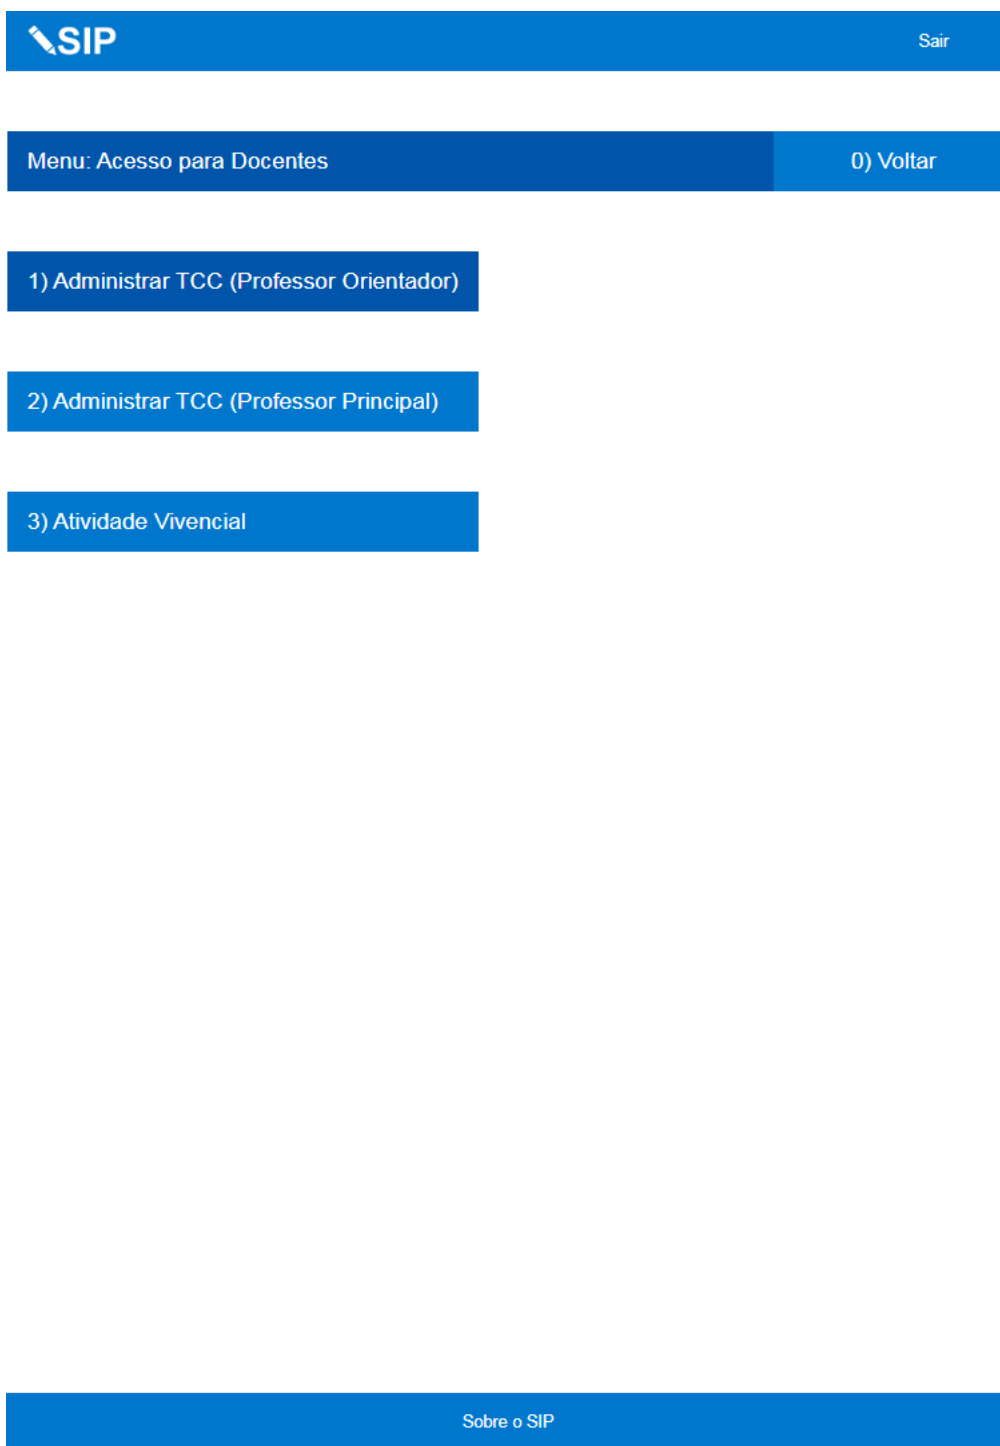 SIP
Sair
Menu: Acesso para Docentes
0) Voltar
1) Administrar TCC (Professor Orientador)
2) Administrar TCC (Professor Principal)
3) Atividade Vivencial
Sobre o SIP